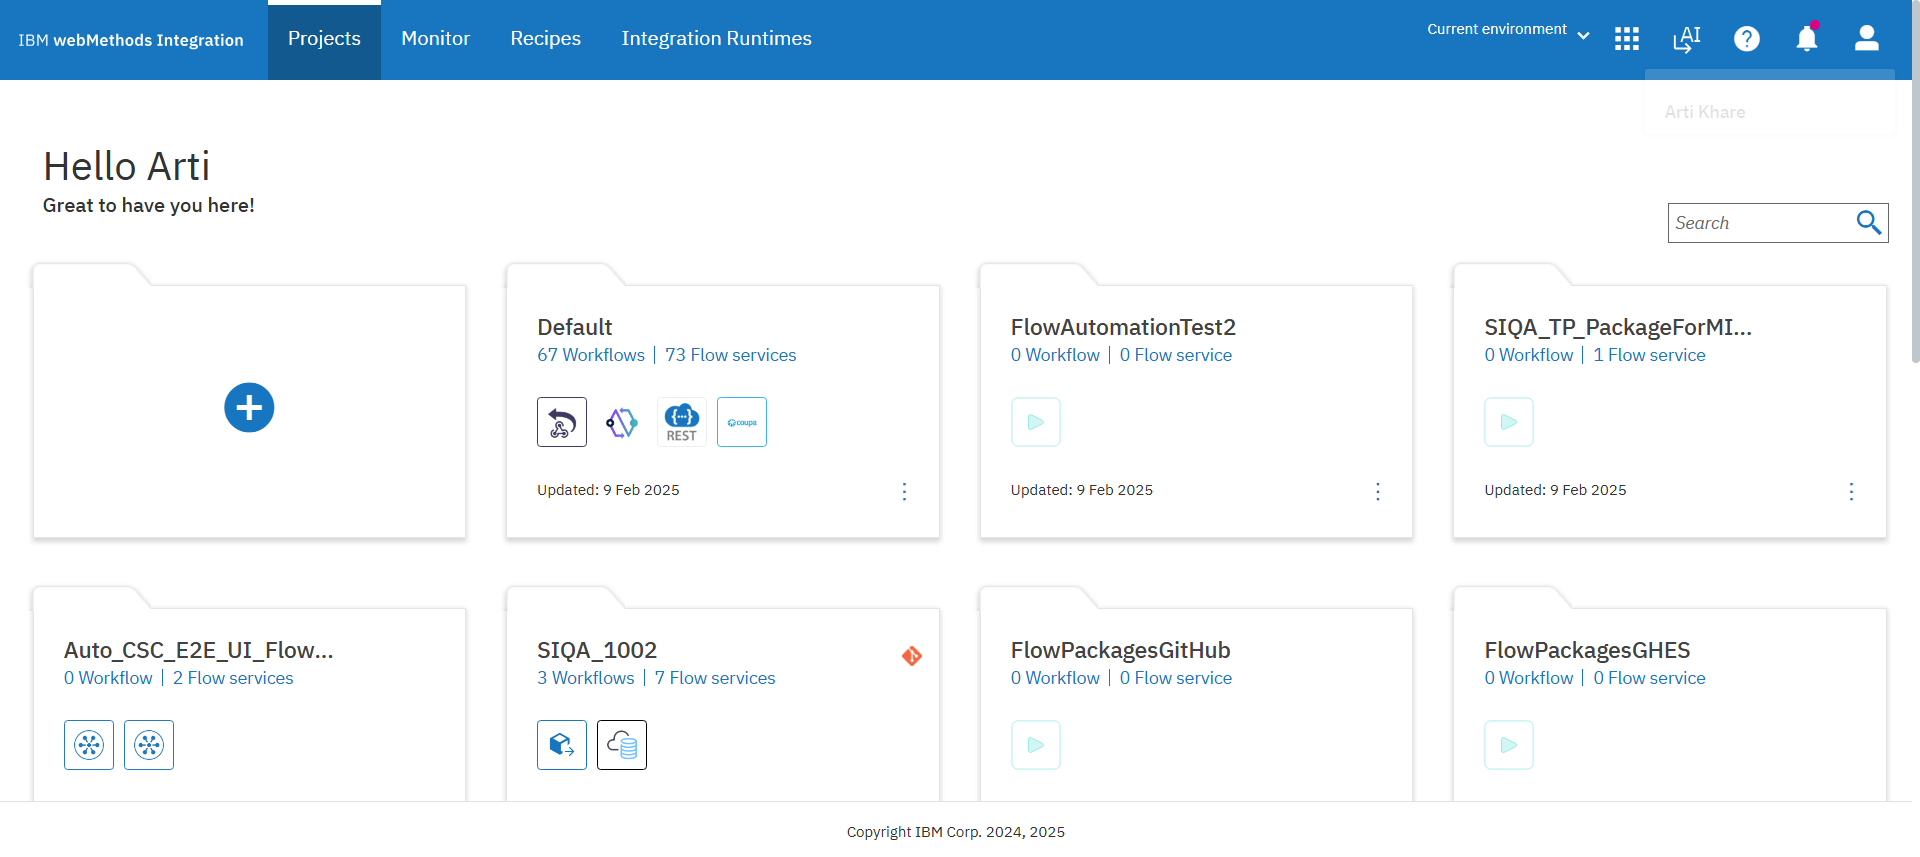 IBM webMethods Integration
Projects
Monitor
Recipes
Integration Runtimes
Current environment
AI
?
Arti Khare
Hello Arti
Great to have you here!
Search
Default
67 Workflows | 73 Flow services
{...}
REST
coupa
Updated: 9 Feb 2025
FlowAutomationTest2
0 Workflow | 0 Flow service
Updated: 9 Feb 2025
SIQA_TP_PackageForMI...
0 Workflow | 1 Flow service
Updated: 9 Feb 2025
Auto_CSC_E2E_UI_Flow...
0 Workflow | 2 Flow services
SIQA_1002
3 Workflows | 7 Flow services
FlowPackagesGitHub
0 Workflow | 0 Flow service
FlowPackagesGHES
0 Workflow | 0 Flow service
Copyright IBM Corp. 2024, 2025